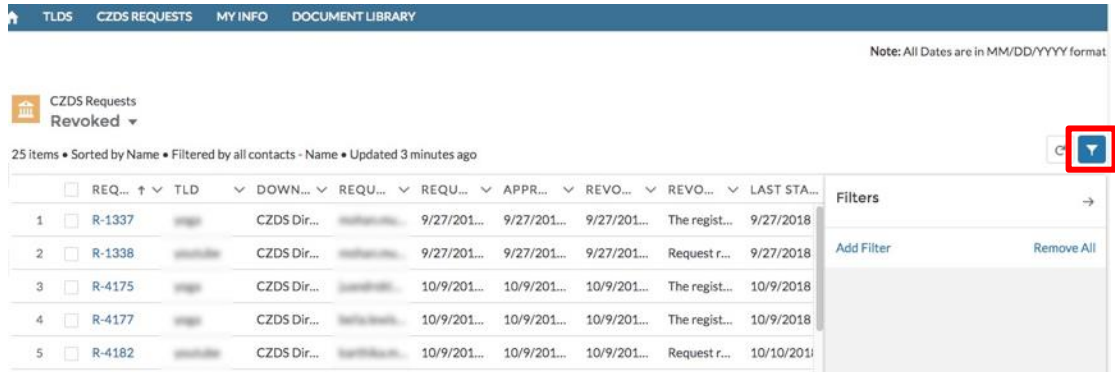 TLDS CZDS REQUESTS MY INFO DOCUMENT LIBRARY
Note: All Dates are in MM/DD/YYYY format
CZDS Requests
Revoked
25 items • Sorted by Name • Filtered by all contacts - Name • Updated 3 minutes ago
REQ... TLD DOWN... REQU... REQU... APPR... REVO... REVO... LAST STA...
Filters
1 R-1337 CZDS Dir... 9/27/201... 9/27/201... 9/27/201... The regist... 9/27/2018
2 R-1338 CZDS Dir... 9/27/201... 9/27/201... 9/27/201... Request r... 9/27/2018
Add Filter Remove All
3 R-4175 CZDS Dir... 10/9/201... 10/9/201... 10/9/201... The regist... 10/9/2018
4 R-4177 CZDS Dir... 10/9/201... 10/9/201... 10/9/201... The regist... 10/9/2018
5 R-4182 CZDS Dir... 10/9/201... 10/9/201... 10/9/201... Request r... 10/10/201